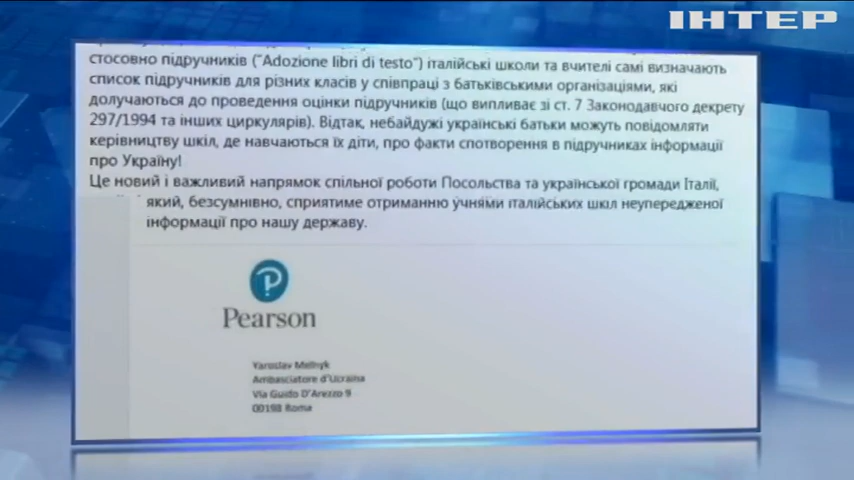 ІНТЕР
стосовно підручників ("Adozione libri di testo") італійські школи та вчителі самі визначають
список підручників для різних класів у співпраці з батьківськими організаціями, які
долучаються до проведення оцінки підручників (що випливає зі ст. 7 Законодавчого декрету
297/1994 та інших циркулярів). Відтак, небайдужі українські батьки можуть повідомляти
керівництву шкіл, де навчаються їх діти, про факти спотворення в підручниках інформації
про Україну!
Це новий і важливий напрямок спільної роботи Посольства та української громади Італії,
який, безсумнівно, сприятиме отриманню учнями італійських шкіл неупередженої
інформації про нашу державу.
Pearson
Yaroslav Melnyk
Ambasciatore d'Ucraina
Via Guido D'Arezzo 9
00198 Roma